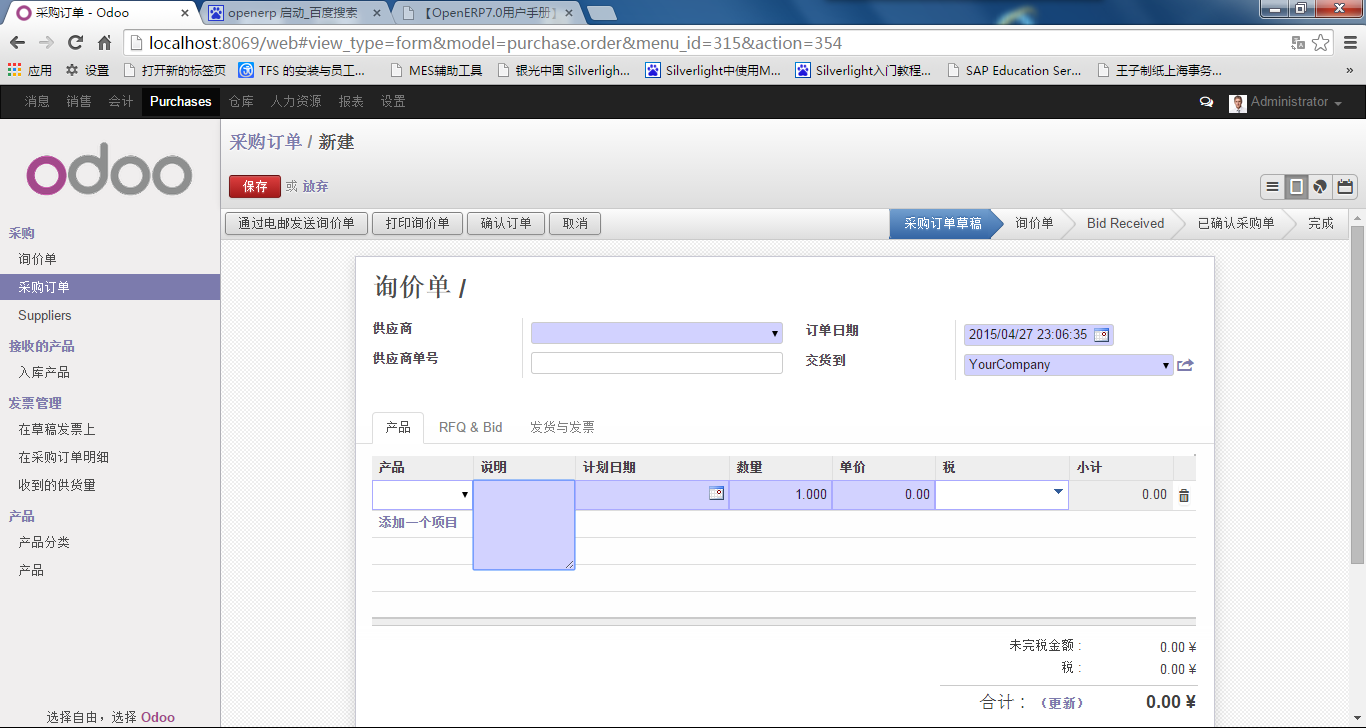 采购订单 - Odoo
openerp 启动_百度搜索
【OpenERP7.0用户手册】
localhost:8069/web#view_type=form&model=purchase.order&menu_id=315&action=354
应用 设置 打开新的标签页 TFS 的安装与员工... MES辅助工具 银光中国 Silverligh... Silverlight中使用M... Silverlight入门教程... SAP Education Ser... 王子制纸上海事务... »
消息 销售 会计 Purchases 仓库 人力资源 报表 设置 Administrator
odoo
采购订单 / 新建
保存 或 放弃
通过电邮发送询价单 打印询价单 确认订单 取消 采购订单草稿 询价单 Bid Received 已确认采购单 完成
采购
询价单
采购订单
Suppliers
接收的产品
入库产品
发票管理
在草稿发票上
在采购订单明细
收到的供货量
产品
产品分类
产品
选择自由，选择 Odoo
询价单 /
供应商 订单日期 2015/04/27 23:06:35
供应商单号 交货到 YourCompany
产品 RFQ & Bid 发货与发票
产品 说明 计划日期 数量 单价 税 小计
1.000 0.00 0.00
添加一个项目
未完税金额 : 0.00 ¥
税 : 0.00 ¥
合计 : （更新） 0.00 ¥